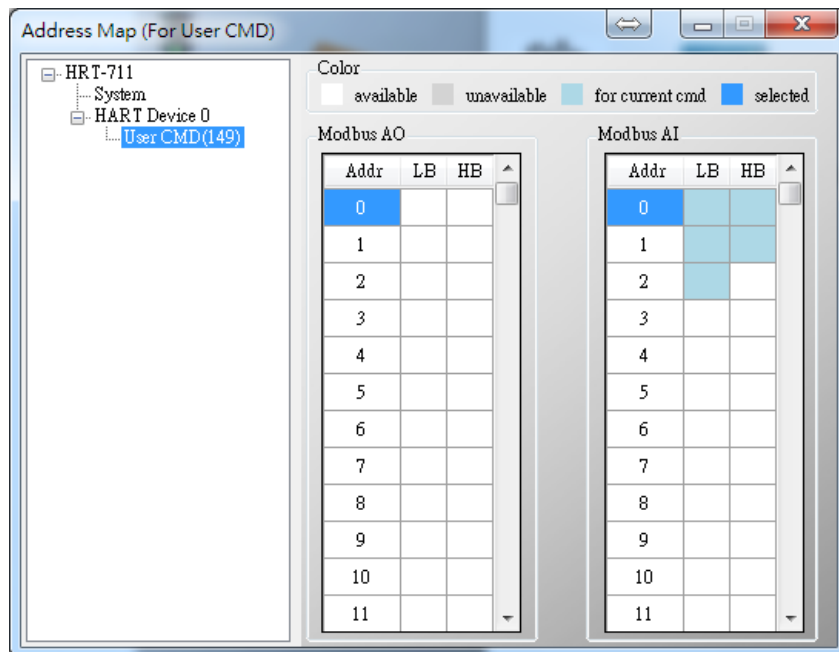 Address Map (For User CMD)
HRT-711
System
HART Device 0
User CMD(149)
Color
available unavailable for current cmd selected
Modbus AO
Addr LB HB
0
1
2
3
4
5
6
7
8
9
10
11
Modbus AI
Addr LB HB
0
1
2
3
4
5
6
7
8
9
10
11